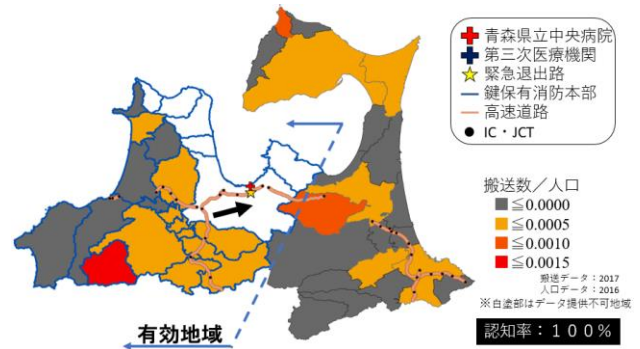 青森県立中央病院
第三次医療機関
緊急退出路
鍵保有消防本部
高速道路
IC・JCT
搬送数／人口
≦0.0000
≦0.0005
≦0.0010
≦0.0015
搬送データ：2017
人口データ：2016
※白塗部はデータ提供不可地域
有効地域
認知率：１００％